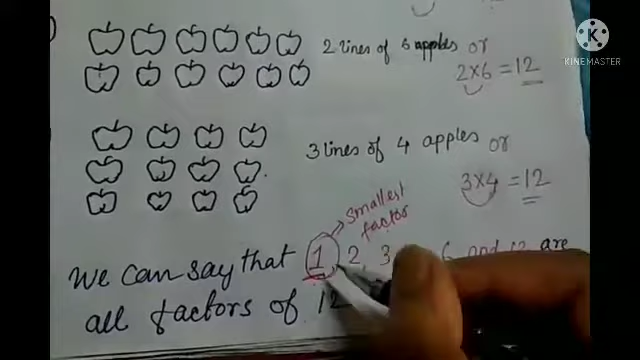 2 lines of 6 apples or
2×6 = 12
3 lines of 4 apples or
3×4 = 12
smallest
factor
We can say that 1 2 3 6 and 12 are
all factors of 12
K
KINEMASTER